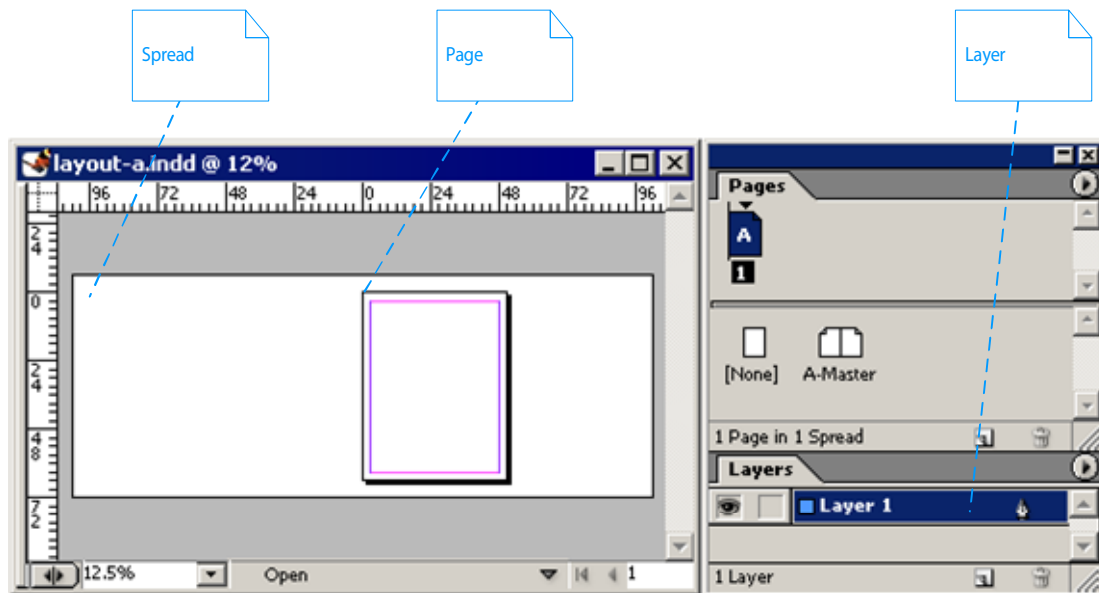 Spread
Page
Layer
layout-a.indd @ 12%
96 72 48 24 0 24 48 72 96
24
0
24
48
72
12.5%
Open
1
Pages
A
1
[None] A-Master
1 Page in 1 Spread
Layers
Layer 1
1 Layer